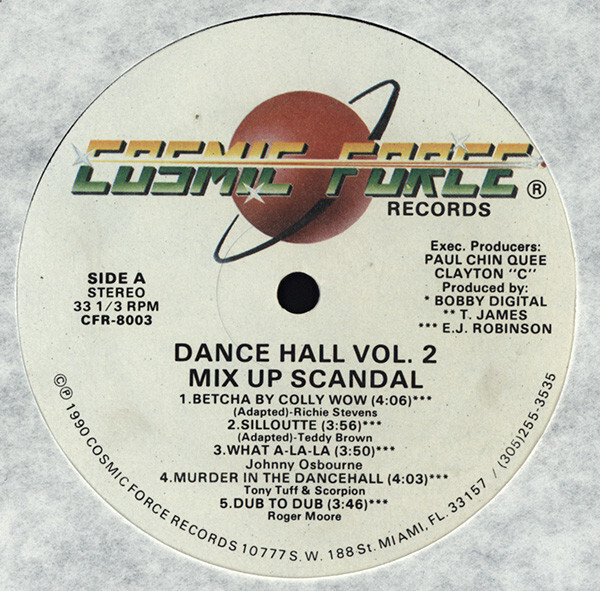 COSMIC FORCE ®
RECORDS
Exec. Producers:
PAUL CHIN QUEE
CLAYTON "C"
Produced by:
* BOBBY DIGITAL
** T. JAMES
*** E.J. ROBINSON
SIDE A
STEREO
33 1/3 RPM
CFR-8003
DANCE HALL VOL. 2
MIX UP SCANDAL
1.BETCHA BY COLLY WOW (4:06)***
(Adapted)-Richie Stevens
2.SILLOUTTE (3:56)***
(Adapted)-Teddy Brown
3.WHAT A-LA-LA (3:50)***
Johnny Osbourne
4.MURDER IN THE DANCEHALL (4:03)***
Tony Tuff & Scorpion
5.DUB TO DUB (3:46)***
Roger Moore
©℗ 1990 COSMIC FORCE RECORDS 10777 S.W. 188 St. MIAMI, FL. 33157 / (305)255-3535